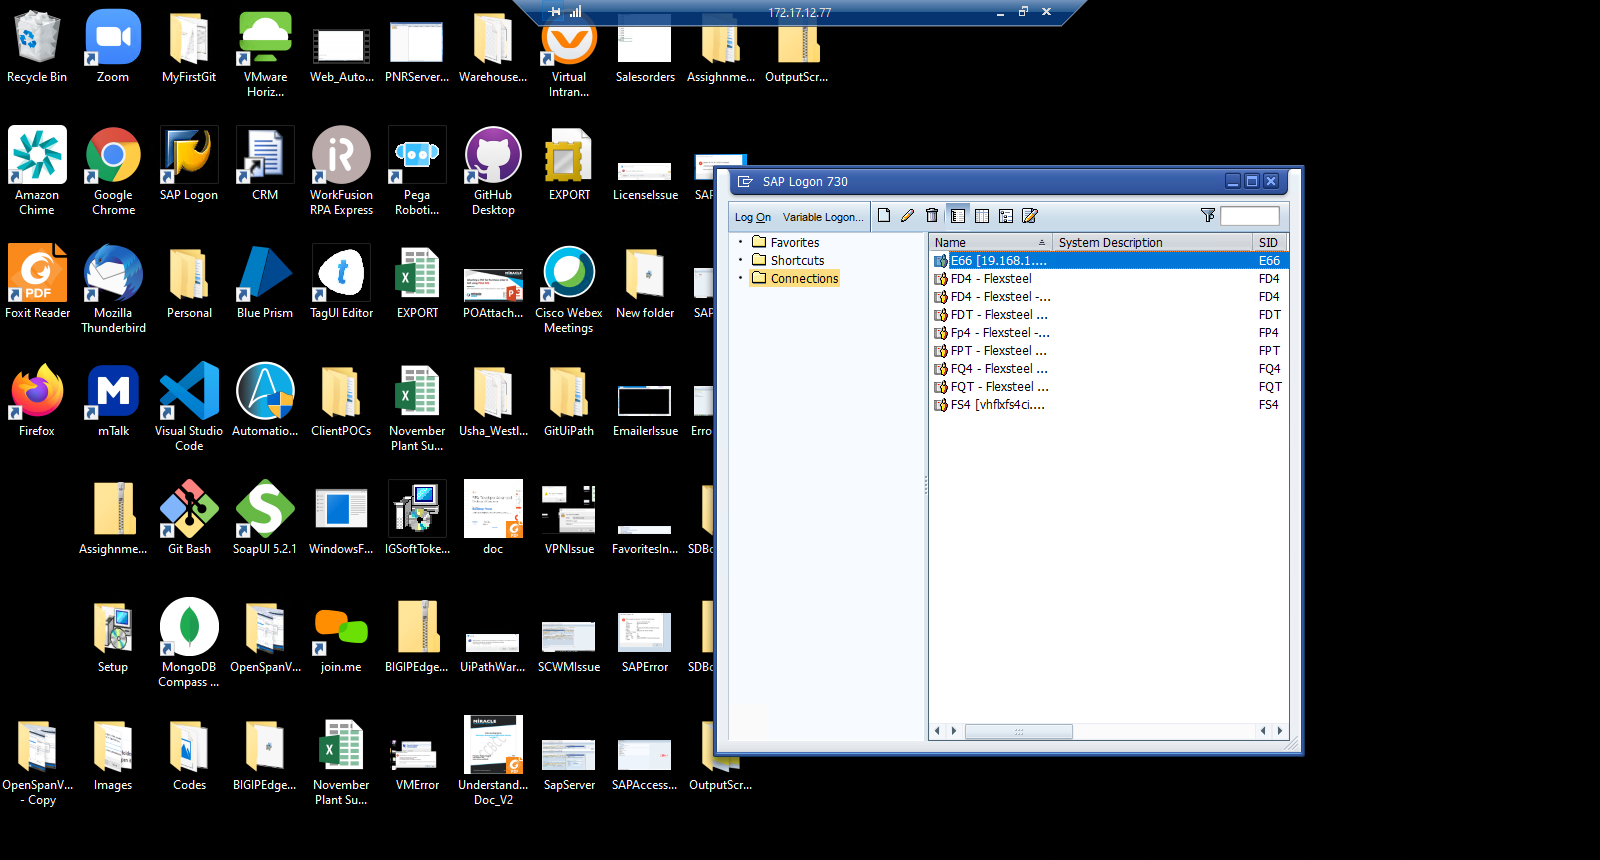 172.17.12.77
Recycle Bin
Zoom
MyFirstGit
VMware
Horiz...
Web_Auto...
PNRServer...
Warehouse...
Virtual
Intran...
Salesorders
Assighnme...
OutputScr...
Amazon
Chime
Google
Chrome
SAP Logon
CRM
WorkFusion
RPA Express
Pega
Roboti...
GitHub
Desktop
EXPORT
LicenseIssue
SAP
Foxit Reader
Mozilla
Thunderbird
Personal
Blue Prism
TagUI Editor
EXPORT
POAttach...
Cisco Webex
Meetings
New folder
SAP
Firefox
mTalk
Visual Studio
Code
Automatio...
ClientPOCs
November
Plant Su...
Usha_Westl...
GitUiPath
EmailerIssue
Erro
Assighnme...
Git Bash
SoapUI 5.2.1
WindowsF...
IGSoftToke...
doc
VPNIssue
FavoritesIn...
SDBo
Setup
MongoDB
Compass ...
OpenSpanV...
join.me
BIGIPEdge...
UiPathWar...
SCWMIssue
SAPError
SDBo
OpenSpanV...
- Copy
Images
Codes
BIGIPEdge...
November
Plant Su...
VMError
Understand...
Doc_V2
SapServer
SAPAccess...
OutputScr...
SAP Logon 730
Log On Variable Logon...
Favorites
Shortcuts
Connections
Name System Description SID
E66 [19.168.1.... E66
FD4 - Flexsteel FD4
FD4 - Flexsteel -... FD4
FDT - Flexsteel ... FDT
Fp4 - Flexsteel -... FP4
FPT - Flexsteel ... FPT
FQ4 - Flexsteel ... FQ4
FQT - Flexsteel ... FQT
FS4 [vhflxfs4ci.... FS4